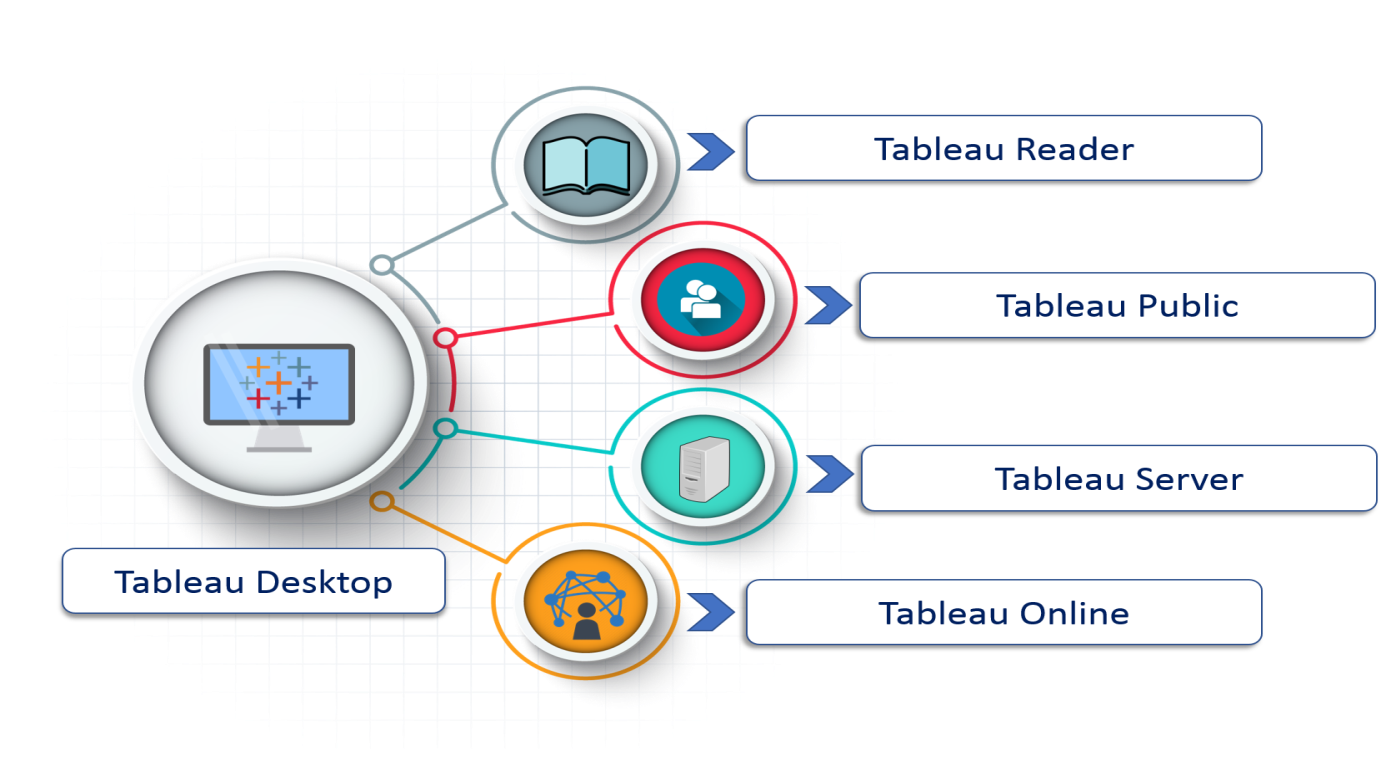 Tableau Reader
Tableau Public
Tableau Server
Tableau Desktop
Tableau Online